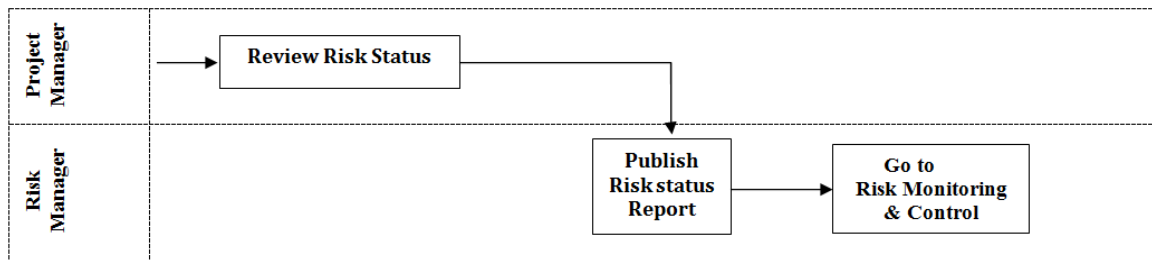 Project
Manager
Review Risk Status
Risk
Manager
Publish
Risk status
Report
Go to
Risk Monitoring
& Control